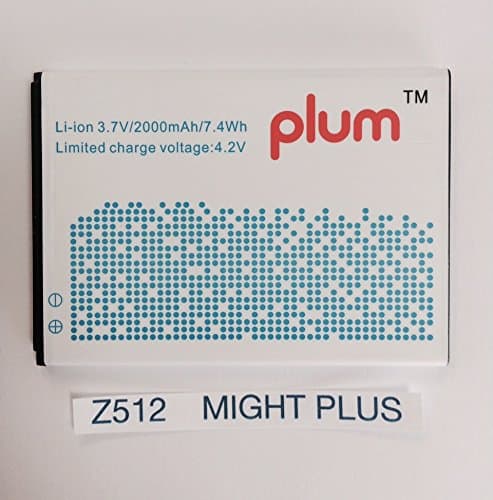 Li-ion 3.7V/2000mAh/7.4Wh
Limited charge voltage:4.2V
plum™
⊖
⊕
Z512 MIGHT PLUS